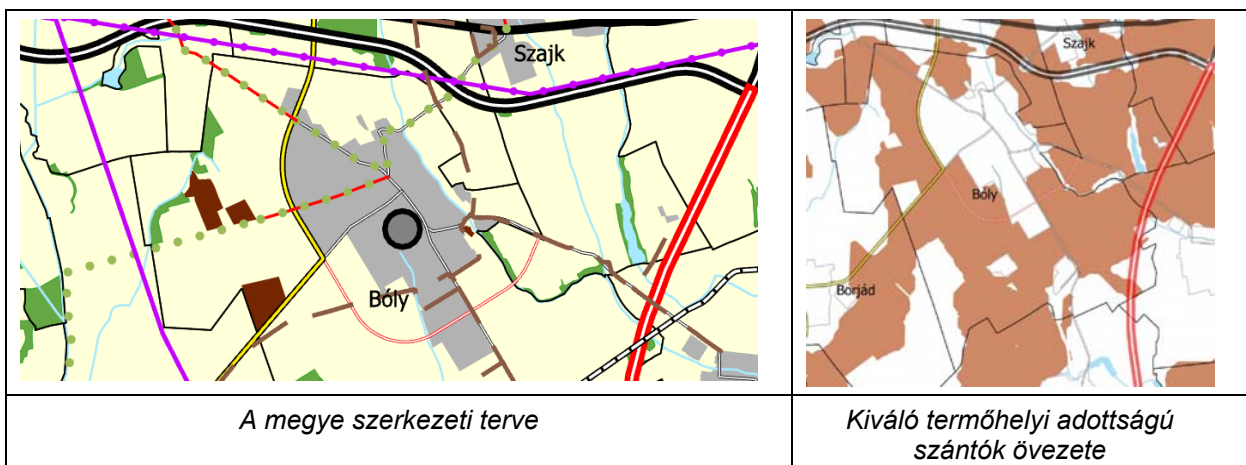 Szajk
Bóly
A megye szerkezeti terve
Szajk
Bóly
Borjád
Kiváló termőhelyi adottságú
szántók övezete